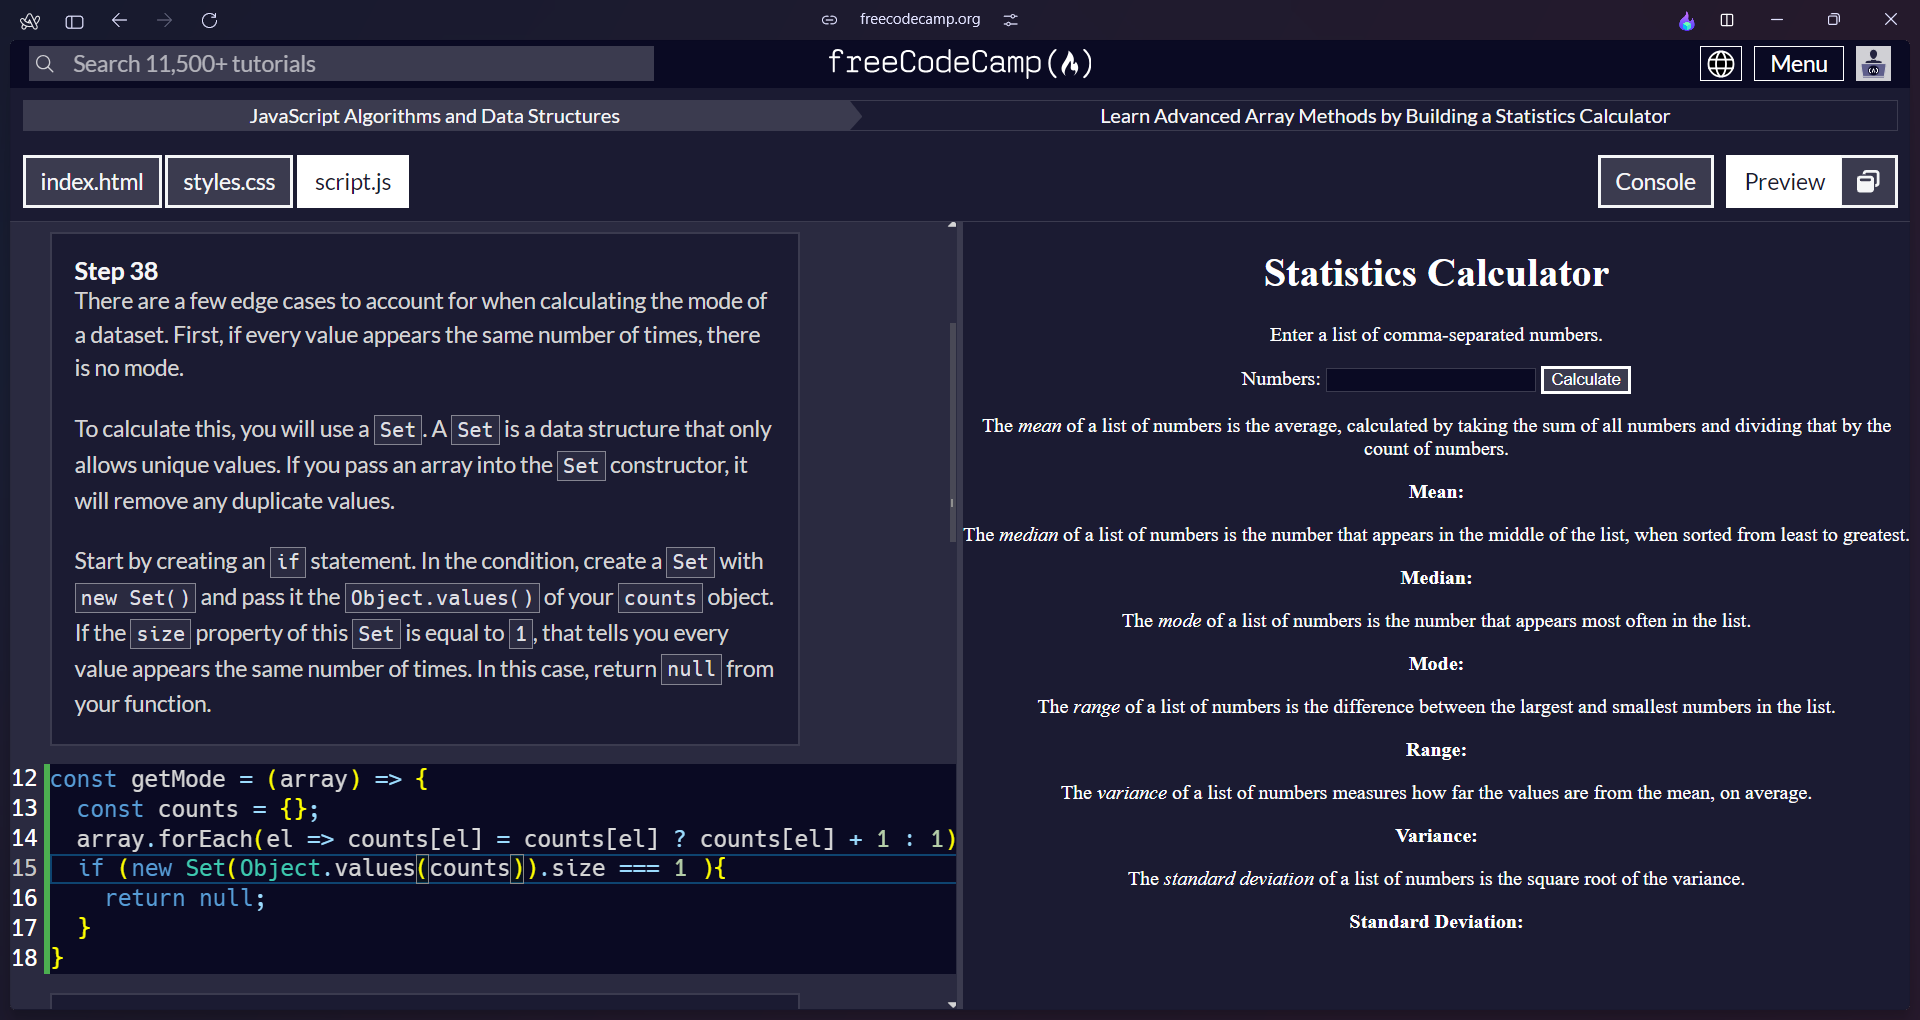 freecodecamp.org
Search 11,500+ tutorials
freeCodeCamp(🔥)
Menu
JavaScript Algorithms and Data Structures
Learn Advanced Array Methods by Building a Statistics Calculator
index.html
styles.css
script.js
Console
Preview
Step 38
There are a few edge cases to account for when calculating the mode of
a dataset. First, if every value appears the same number of times, there
is no mode.
To calculate this, you will use a Set. A Set is a data structure that only
allows unique values. If you pass an array into the Set constructor, it
will remove any duplicate values.
Start by creating an if statement. In the condition, create a Set with
new Set() and pass it the Object.values() of your counts object.
If the size property of this Set is equal to 1, that tells you every
value appears the same number of times. In this case, return null from
your function.
12 const getMode = (array) => {
13   const counts = {};
14   array.forEach(el => counts[el] = counts[el] ? counts[el] + 1 : 1)
15   if (new Set(Object.values(counts)).size === 1 ){
16     return null;
17   }
18 }
Statistics Calculator
Enter a list of comma-separated numbers.
Numbers: Calculate
The mean of a list of numbers is the average, calculated by taking the sum of all numbers and dividing that by the
count of numbers.
Mean:
The median of a list of numbers is the number that appears in the middle of the list, when sorted from least to greatest.
Median:
The mode of a list of numbers is the number that appears most often in the list.
Mode:
The range of a list of numbers is the difference between the largest and smallest numbers in the list.
Range:
The variance of a list of numbers measures how far the values are from the mean, on average.
Variance:
The standard deviation of a list of numbers is the square root of the variance.
Standard Deviation: